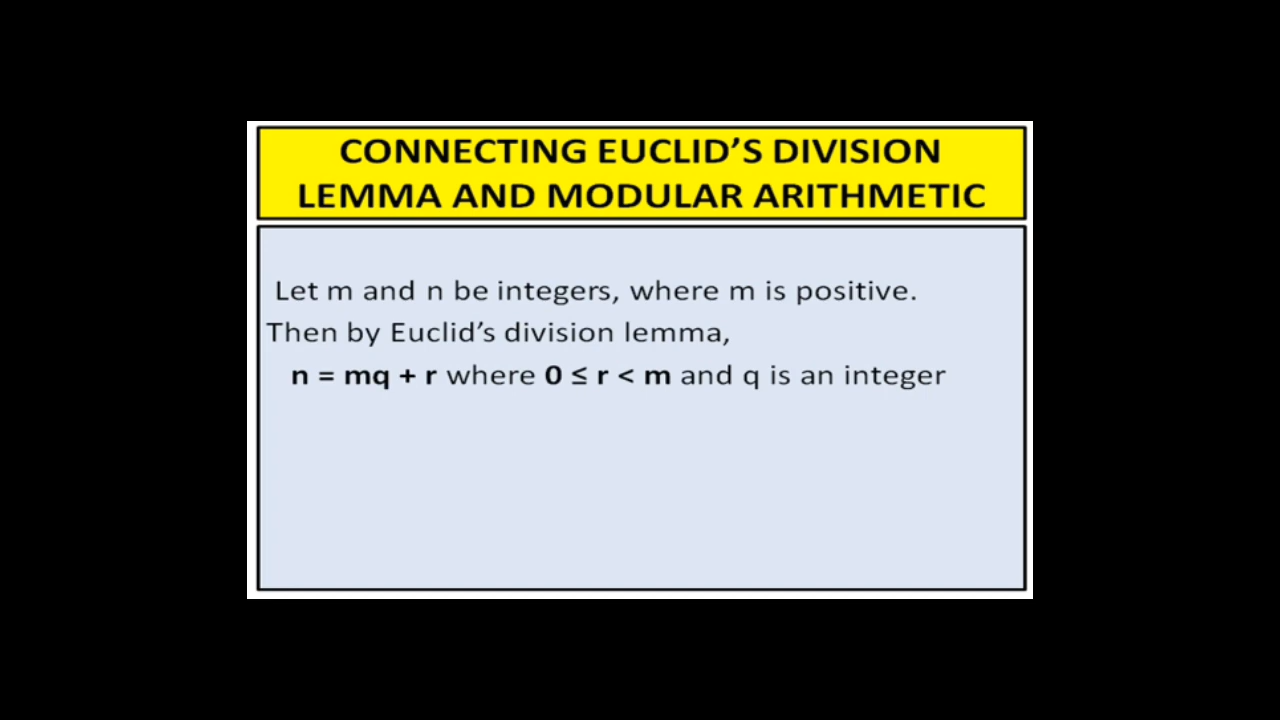 CONNECTING EUCLID’S DIVISION
LEMMA AND MODULAR ARITHMETIC
Let m and n be integers, where m is positive.
Then by Euclid’s division lemma,
n = mq + r where 0 ≤ r < m and q is an integer